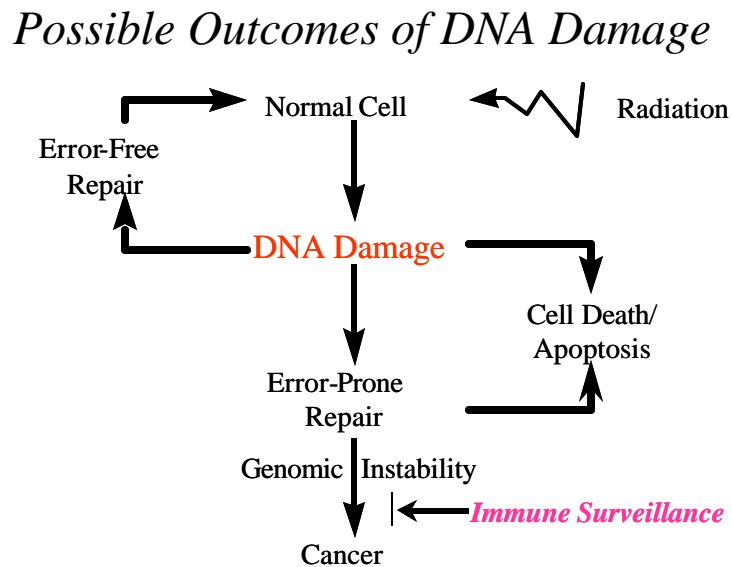 Possible Outcomes of DNA Damage
Normal Cell
Radiation
Error-Free
Repair
DNA Damage
Cell Death/
Apoptosis
Error-Prone
Repair
Genomic Instability
Immune Surveillance
Cancer